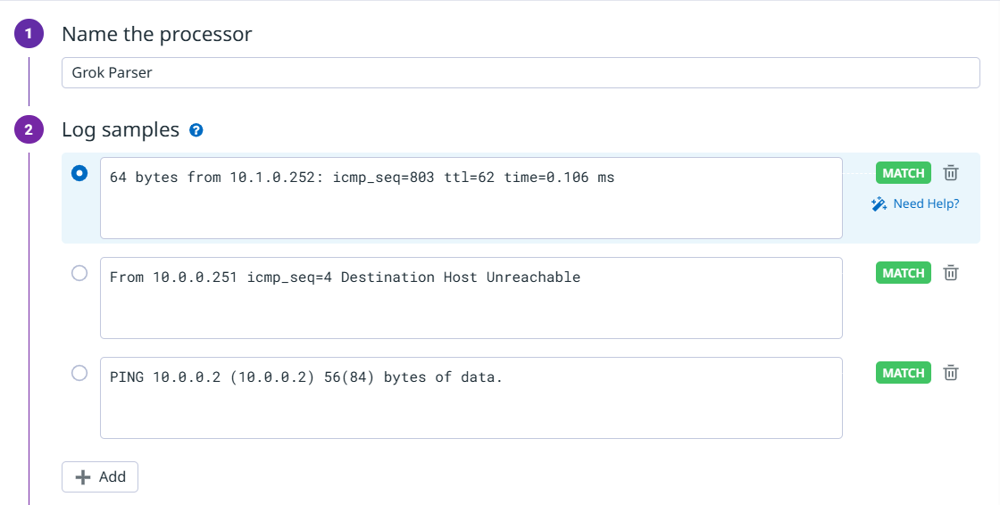 1 Name the processor
Grok Parser
2 Log samples ?
64 bytes from 10.1.0.252: icmp_seq=803 ttl=62 time=0.106 ms MATCH
Need Help?
From 10.0.0.251 icmp_seq=4 Destination Host Unreachable MATCH
PING 10.0.0.2 (10.0.0.2) 56(84) bytes of data. MATCH
Add